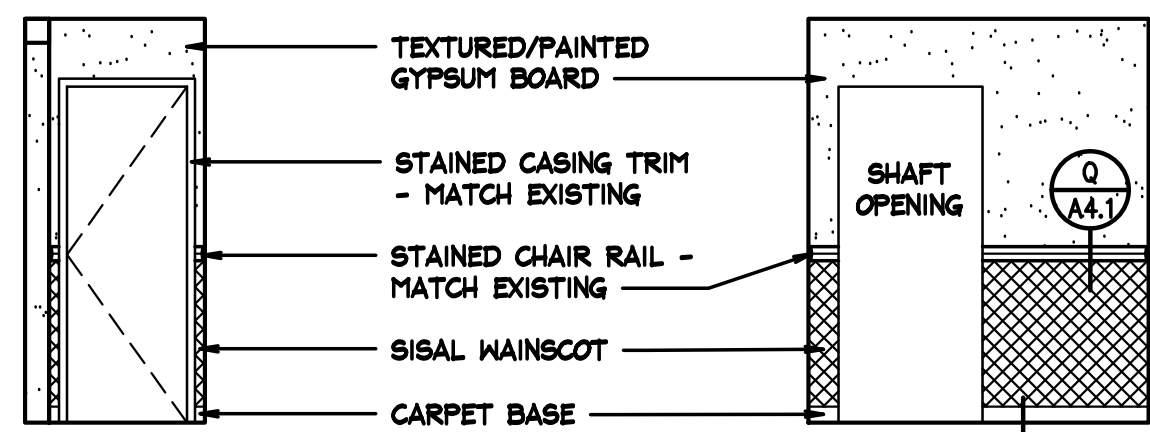 TEXTURED/PAINTED
GYPSUM BOARD
STAINED CASING TRIM
- MATCH EXISTING
STAINED CHAIR RAIL -
MATCH EXISTING
SISAL WAINSCOT
CARPET BASE
SHAFT
OPENING
Q
A4.1